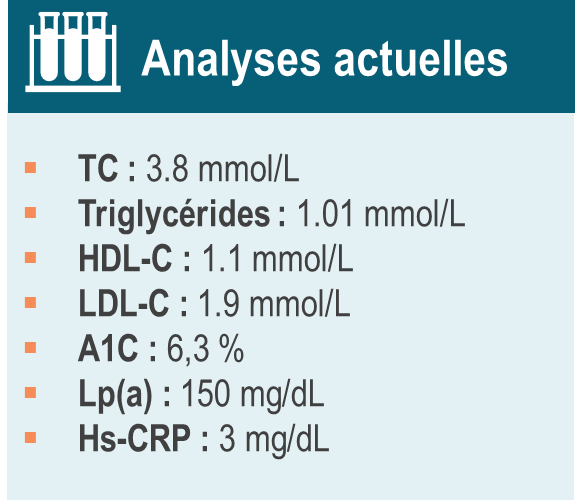 Analyses actuelles
TC : 3.8 mmol/L
Triglycérides : 1.01 mmol/L
HDL-C : 1.1 mmol/L
LDL-C : 1.9 mmol/L
A1C : 6,3 %
Lp(a) : 150 mg/dL
Hs-CRP : 3 mg/dL